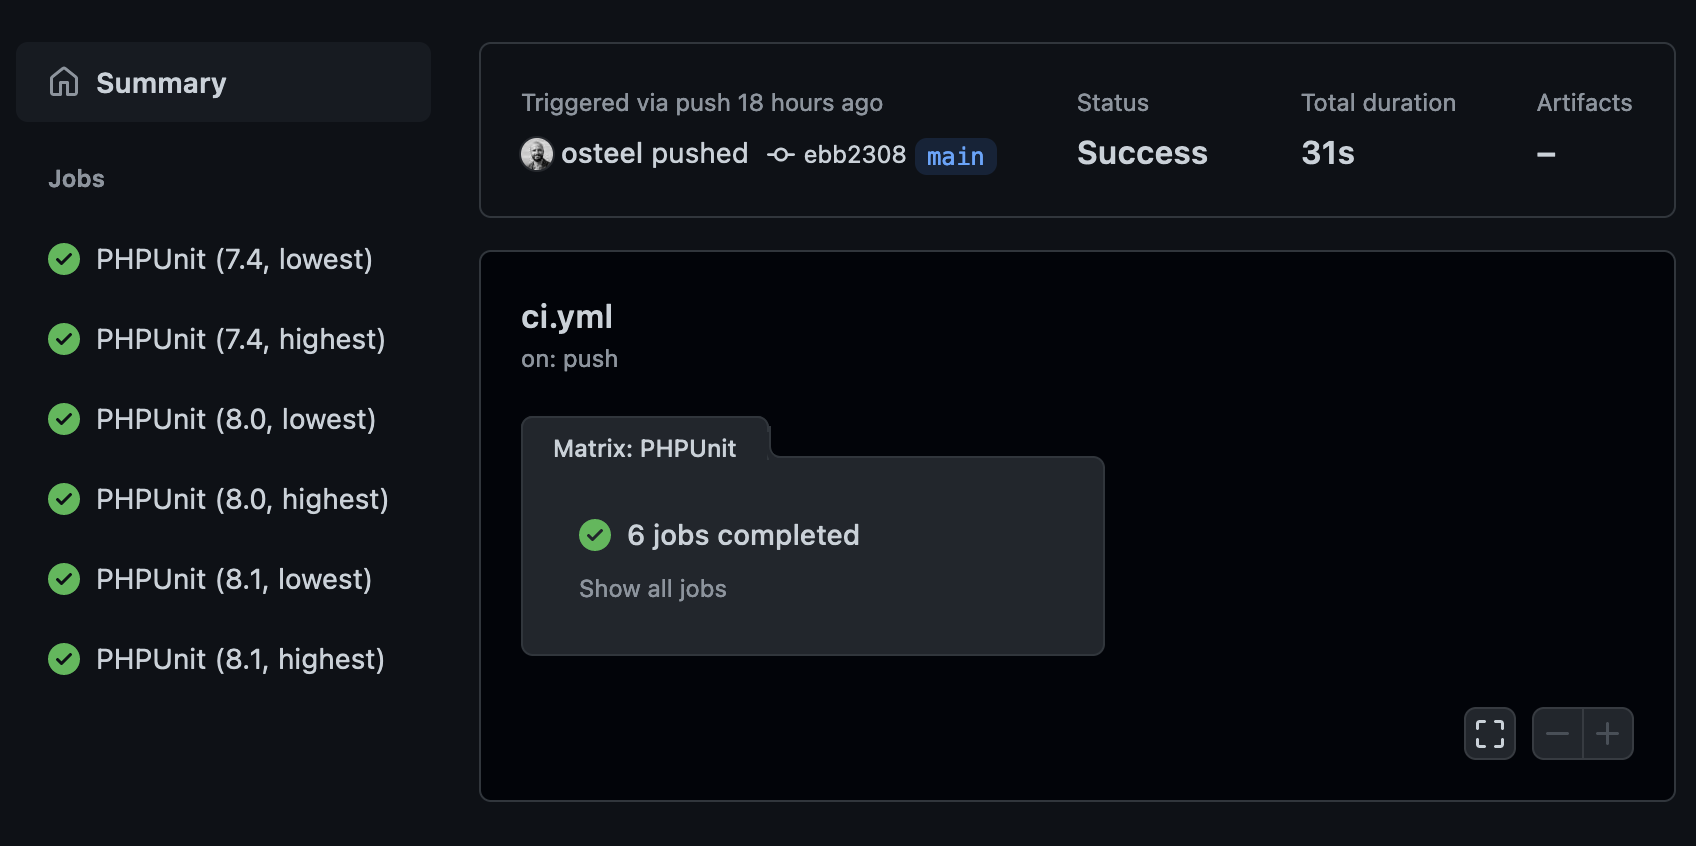 Summary
Jobs
PHPUnit (7.4, lowest)
PHPUnit (7.4, highest)
PHPUnit (8.0, lowest)
PHPUnit (8.0, highest)
PHPUnit (8.1, lowest)
PHPUnit (8.1, highest)
Triggered via push 18 hours ago
osteel pushed ebb2308 main
Status
Success
Total duration
31s
Artifacts
–
ci.yml
on: push
Matrix: PHPUnit
6 jobs completed
Show all jobs